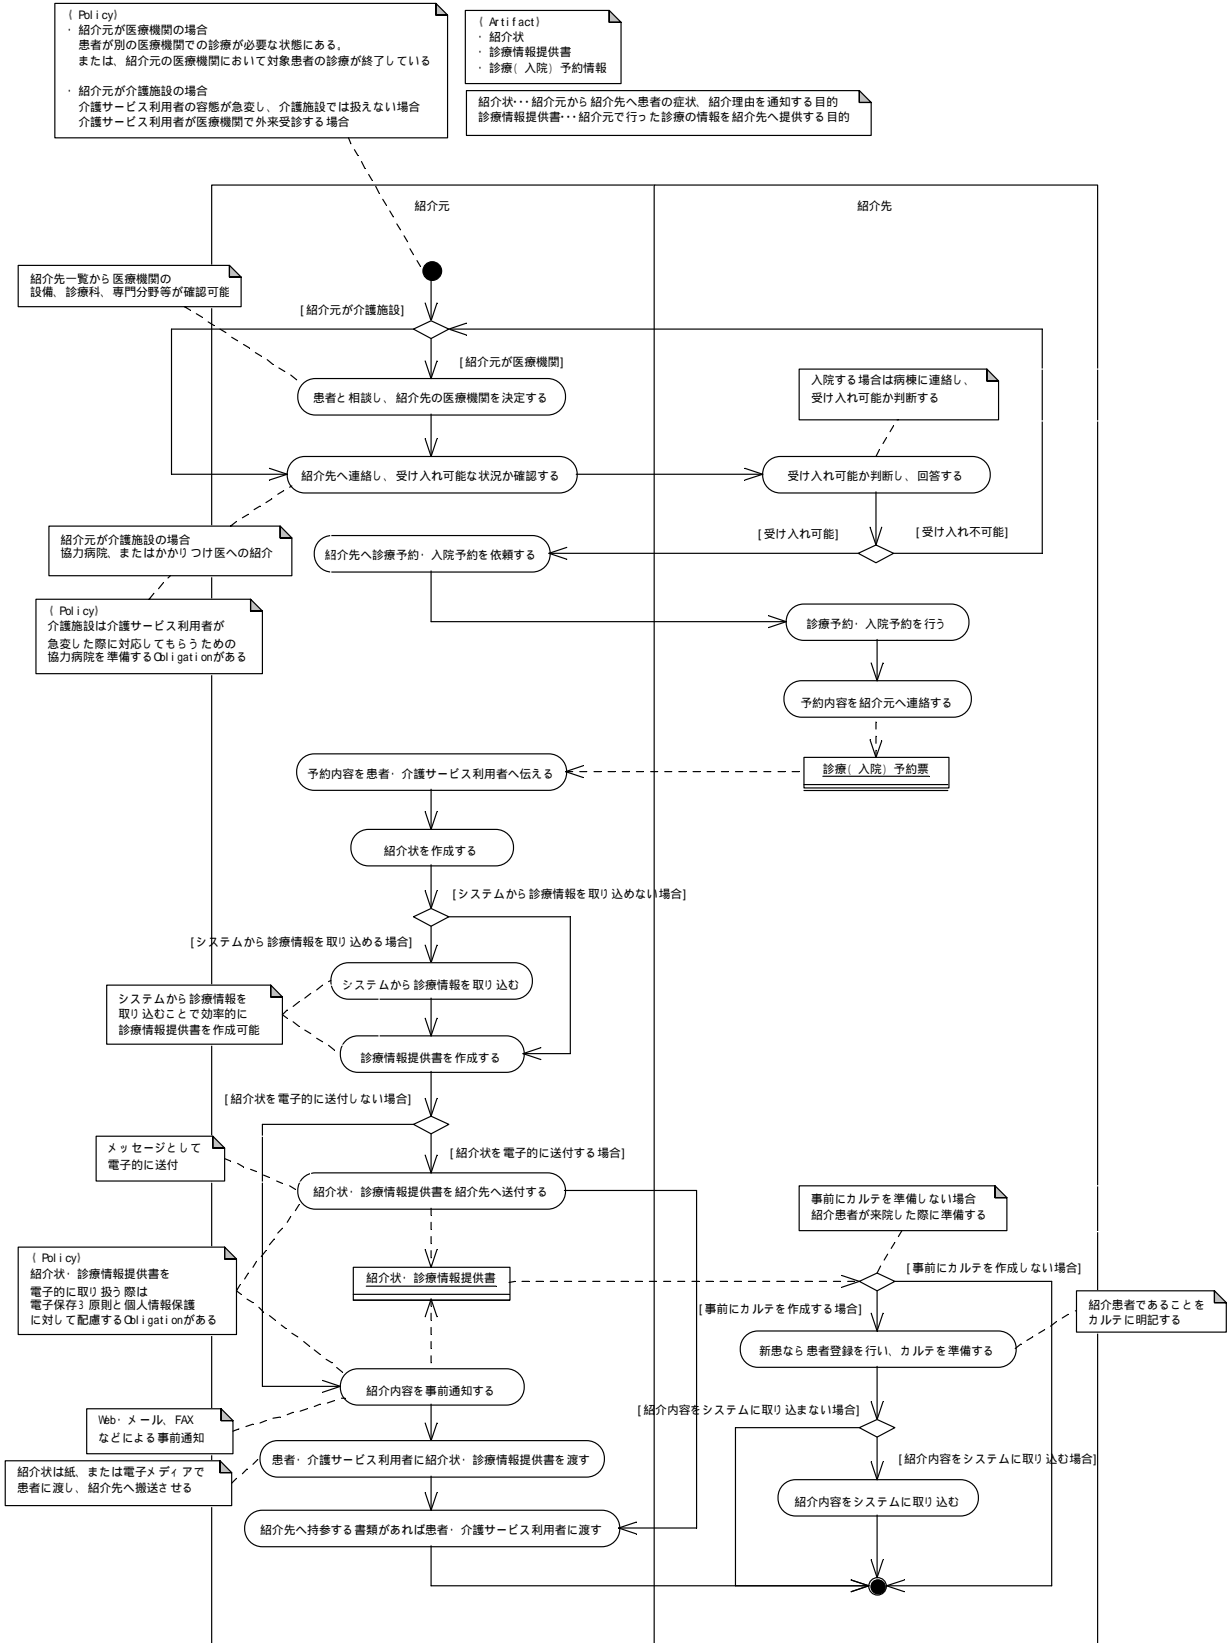 ( Policy)
・ 紹介元が医療機関の場合
患者が別の医療機関での診療が必要な状態にある。
または、紹介元の医療機関において対象患者の診療が終了している
・ 紹介元が介護施設の場合
介護サービス利用者の容態が急変し、介護施設では扱えない場合
介護サービス利用者が医療機関で外来受診する場合
( Artifact)
・ 紹介状
・ 診療情報提供書
・ 診療( 入院) 予約情報
紹介状・・・紹介元から紹介先へ患者の症状、紹介理由を通知する目的
診療情報提供書・・・紹介元で行った診療の情報を紹介先へ提供する目的
紹介元
紹介先
紹介先一覧から医療機関の
設備、診療科、専門分野等が確認可能
[紹介元が介護施設]
[紹介元が医療機関]
患者と相談し、紹介先の医療機関を決定する
入院する場合は病棟に連絡し、
受け入れ可能か判断する
紹介先へ連絡し、受け入れ可能な状況か確認する
受け入れ可能か判断し、回答する
紹介元が介護施設の場合
協力病院、またはかかりつけ医への紹介
[受け入れ可能]
[受け入れ不可能]
紹介先へ診療予約・入院予約を依頼する
( Policy)
介護施設は介護サービス利用者が
急変した際に対応してもらうための
協力病院を準備するObligationがある
診療予約・入院予約を行う
予約内容を紹介元へ連絡する
予約内容を患者・介護サービス利用者へ伝える
診療( 入院) 予約票
紹介状を作成する
[システムから診療情報を取り込めない場合]
[システムから診療情報を取り込める場合]
システムから診療情報を取り込む
システムから診療情報を
取り込むことで効率的に
診療情報提供書を作成可能
診療情報提供書を作成する
[紹介状を電子的に送付しない場合]
メッセージとして
電子的に送付
[紹介状を電子的に送付する場合]
紹介状・診療情報提供書を紹介先へ送付する
事前にカルテを準備しない場合
紹介患者が来院した際に準備する
( Policy)
紹介状・診療情報提供書を
電子的に取り扱う際は
電子保存3原則と個人情報保護
に対して配慮するObligationがある
紹介状・診療情報提供書
[事前にカルテを作成しない場合]
[事前にカルテを作成する場合]
紹介患者であることを
カルテに明記する
新患なら患者登録を行い、カルテを準備する
紹介内容を事前通知する
[紹介内容をシステムに取り込まない場合]
Web・メール、FAX
などによる事前通知
患者・介護サービス利用者に紹介状・診療情報提供書を渡す
[紹介内容をシステムに取り込む場合]
紹介状は紙、または電子メディアで
患者に渡し、紹介先へ搬送させる
紹介内容をシステムに取り込む
紹介先へ持参する書類があれば患者・介護サービス利用者に渡す